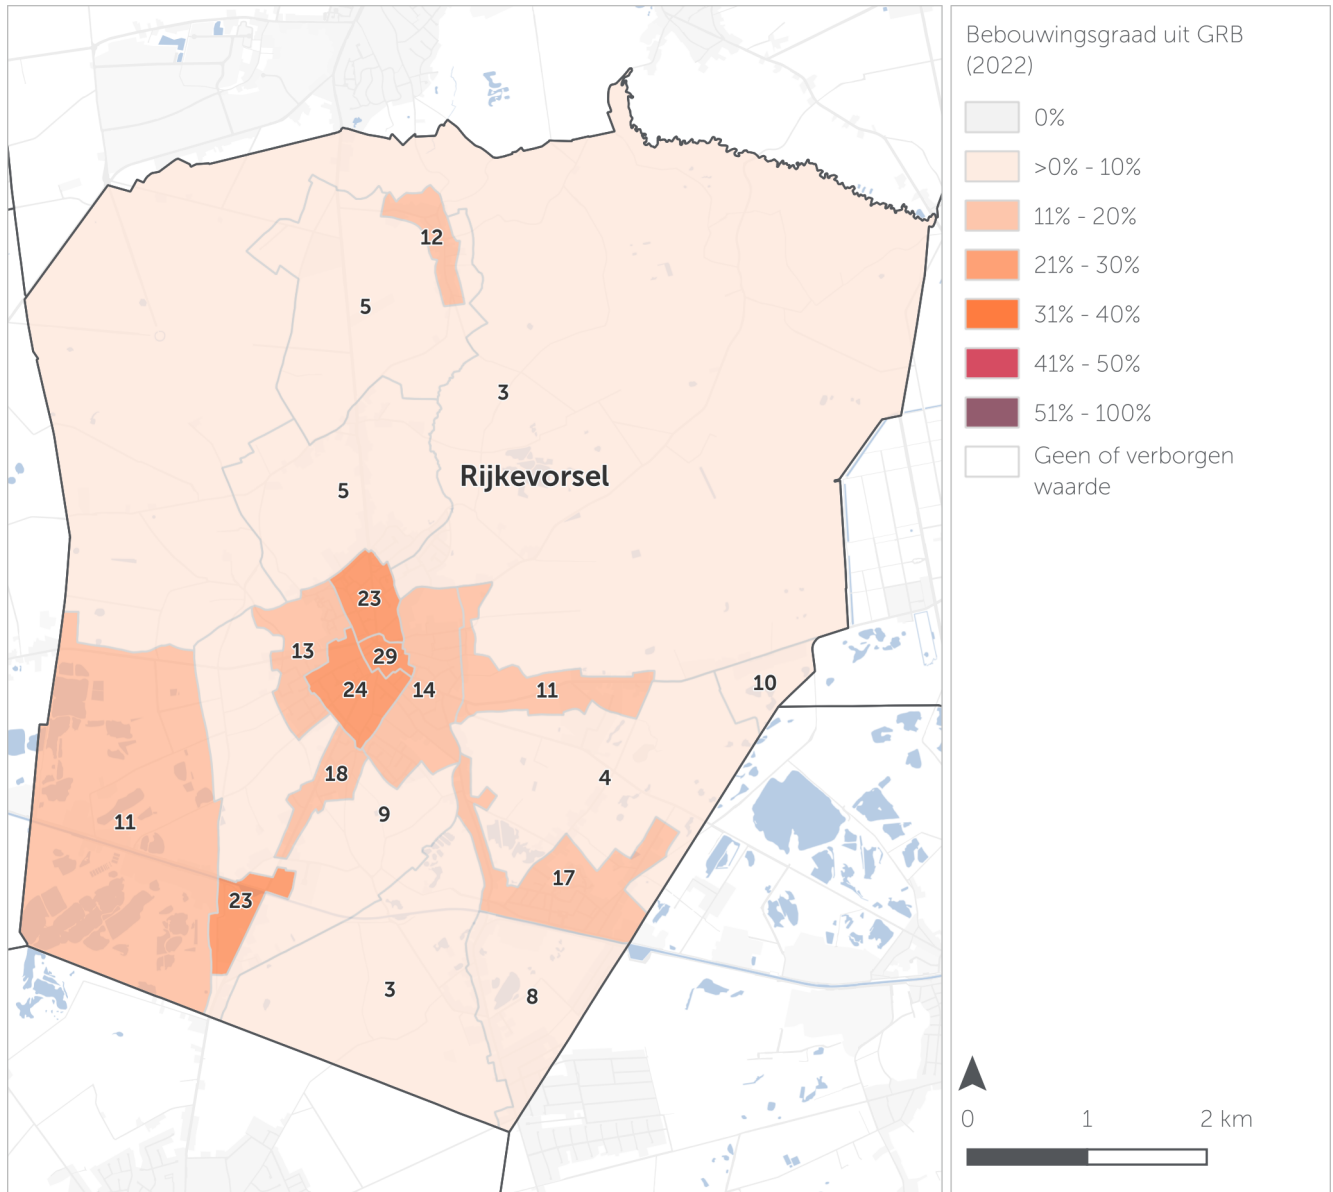 12
5
3
Rijkevorsel
5
23
13
29
24
14
11
10
18
4
9
11
17
23
3
8
Bebouwingsgraad uit GRB
(2022)
0%
>0% - 10%
11% - 20%
21% - 30%
31% - 40%
41% - 50%
51% - 100%
Geen of verborgen
waarde
0 1 2 km